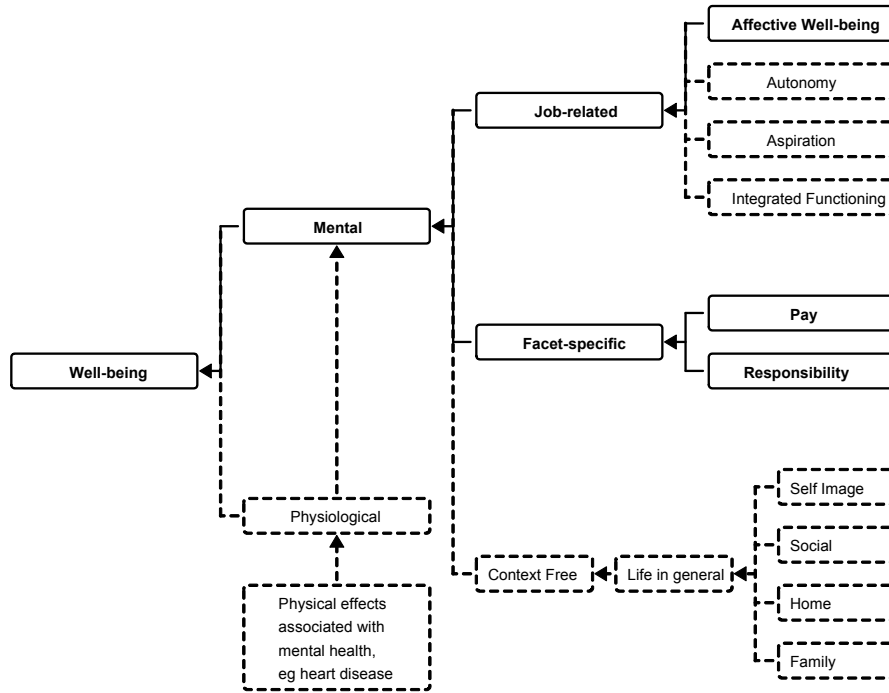 Affective Well-being
Autonomy
Job-related
Aspiration
Integrated Functioning
Mental
Pay
Facet-specific
Well-being
Responsibility
Self Image
Physiological
Social
Context Free
Life in general
Home
Physical effects
associated with
mental health,
eg heart disease
Family